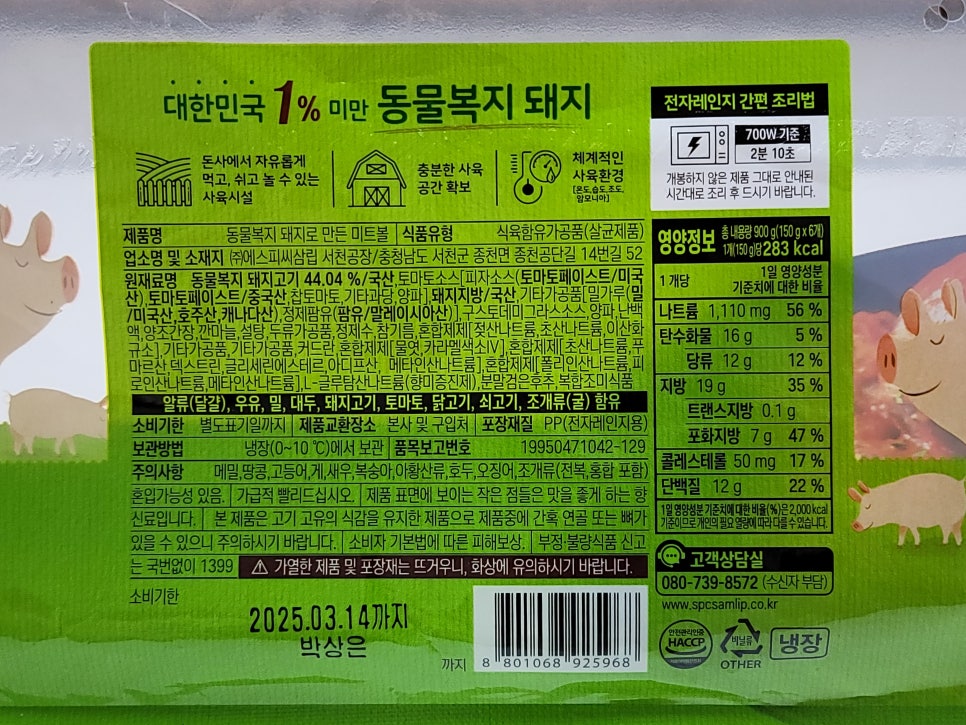 대한민국 1% 미만 동물복지 돼지
돈사에서 자유롭게
먹고, 쉬고 놀 수 있는
사육시설
충분한 사육
공간 확보
체계적인
사육환경
[온도,습도,조도,
암모니아]
전자레인지 간편 조리법
700W 기준
2분 10초
개봉하지 않은 제품 그대로 안내된
시간대로 조리 후 드시기 바랍니다.
제품명 동물복지 돼지로 만든 미트볼 식품유형 식육함유가공품(살균제품)
업소명 및 소재지 ㈜에스피씨삼립 서천공장/충청남도 서천군 종천면 종천공단길 14번길 52
원재료명 동물복지 돼지고기 44.04 %/국산,토마토소스[피자소스(토마토페이스트/미국
산),토마토페이스트/중국산,찹도마토,기타과당,양파],돼지지방/국산,기타가공품[밀가루(밀
/미국산,호주산,캐나다산),정제팜유(팜유/말레이시아산)],구스토데미그라스소스,양파,난백
액,양조간장,깐마늘,설탕,두류가공품,정제수,참기름,혼합제제[젖산나트륨,초산나트륨,이산화
규소],기타가공품,기타가공품,커드란,혼합제제[물엿,카라멜색소IV],혼합제제[초산나트륨,푸
마르산,덱스트린,글리세린에스테르,아디프산, 메타인산나트륨],혼합제제[폴리인산나트륨,피
로인산나트륨,메타인산나트륨],L-글루탐산나트륨(향미증진제),분말검은후추,복합조미식품
알류(달걀), 우유, 밀, 대두, 돼지고기, 토마토, 닭고기, 쇠고기, 조개류(굴) 함유
소비기한 별도표기일까지 제품교환장소 본사 및 구입처 포장재질 PP(전자레인지용)
보관방법 냉장(0~10 ℃)에서 보관 품목보고번호 19950471042-129
주의사항 메밀,땅콩,고등어,게,새우,복숭아,아황산류,호두,오징어,조개류(전복,홍합 포함)
혼입가능성 있음. 가급적 빨리드십시오. 제품 표면에 보이는 작은 점들은 맛을 좋게 하는 향
신료입니다. 본 제품은 고기 고유의 식감을 유지한 제품으로 제품중에 간혹 연골 또는 뼈가
있을 수 있으니 주의하시기 바랍니다. 소비자 기본법에 따른 피해보상. 부정·불량식품 신고
는 국번없이 1399 ⚠ 가열한 제품 및 포장재는 뜨거우니, 화상에 유의하시기 바랍니다.
소비기한
2025.03.14까지
박상은
까지
8 801068 925968
영양정보 총 내용량 900 g(150 g x 6개)
1개(150 g)당 283 kcal
1개당 1일 영양성분
기준치에 대한 비율
나트륨 1,110 mg 56 %
탄수화물 16 g 5 %
당류 12 g 12 %
지방 19 g 35 %
트랜스지방 0.1 g
포화지방 7 g 47 %
콜레스테롤 50 mg 17 %
단백질 12 g 22 %
1일 영양성분 기준치에 대한 비율(%)은 2,000 kcal
기준이므로 개인의 필요 열량에 따라 다를 수 있습니다.
고객상담실
080-739-8572 (수신자 부담)
www.spcsamlip.co.kr
안전관리인증
HACCP
비닐류
OTHER
냉장